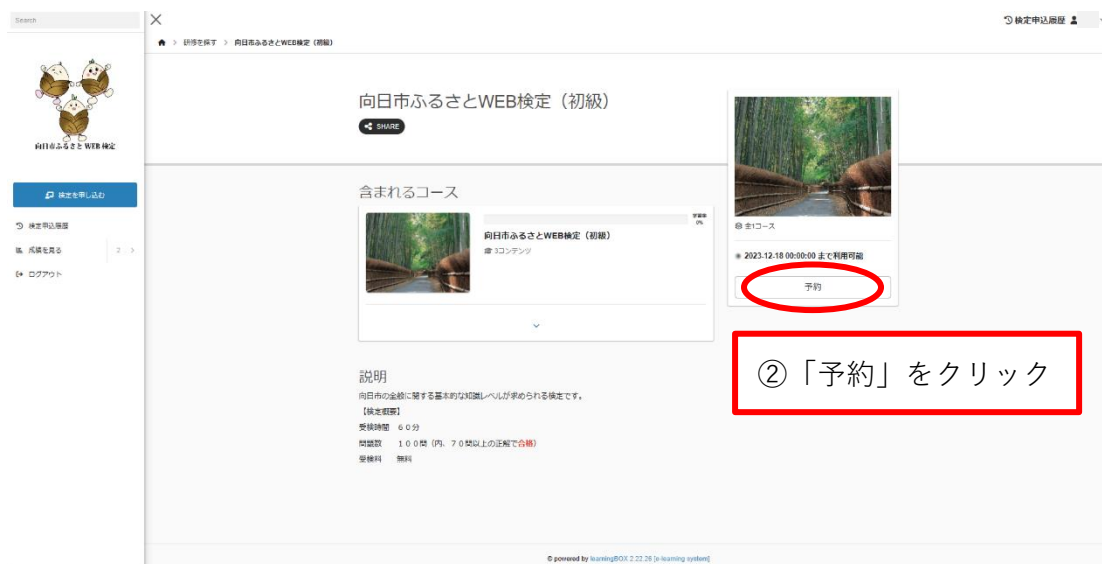 Search
検定申込履歴
研修を探す > 向日市ふるさとWEB検定（初級）
向日市ふるさと WEB 検定
検定を申し込む
検定申込履歴
成績を見る 2 >
ログアウト
向日市ふるさとWEB検定（初級）
SHARE
含まれるコース
学習率
0%
向日市ふるさとWEB検定（初級）
3コンテンツ
全1コース
2023-12-18 00:00:00 まで利用可能
予約
②「予約」をクリック
説明
向日市の全般に関する基本的な知識レベルが求められる検定です。
【検定概要】
受検時間　６０分
問題数　１００問（内、７０問以上の正解で合格）
受検料　無料
© powered by learningBOX 2.22.26 [e-learning system]